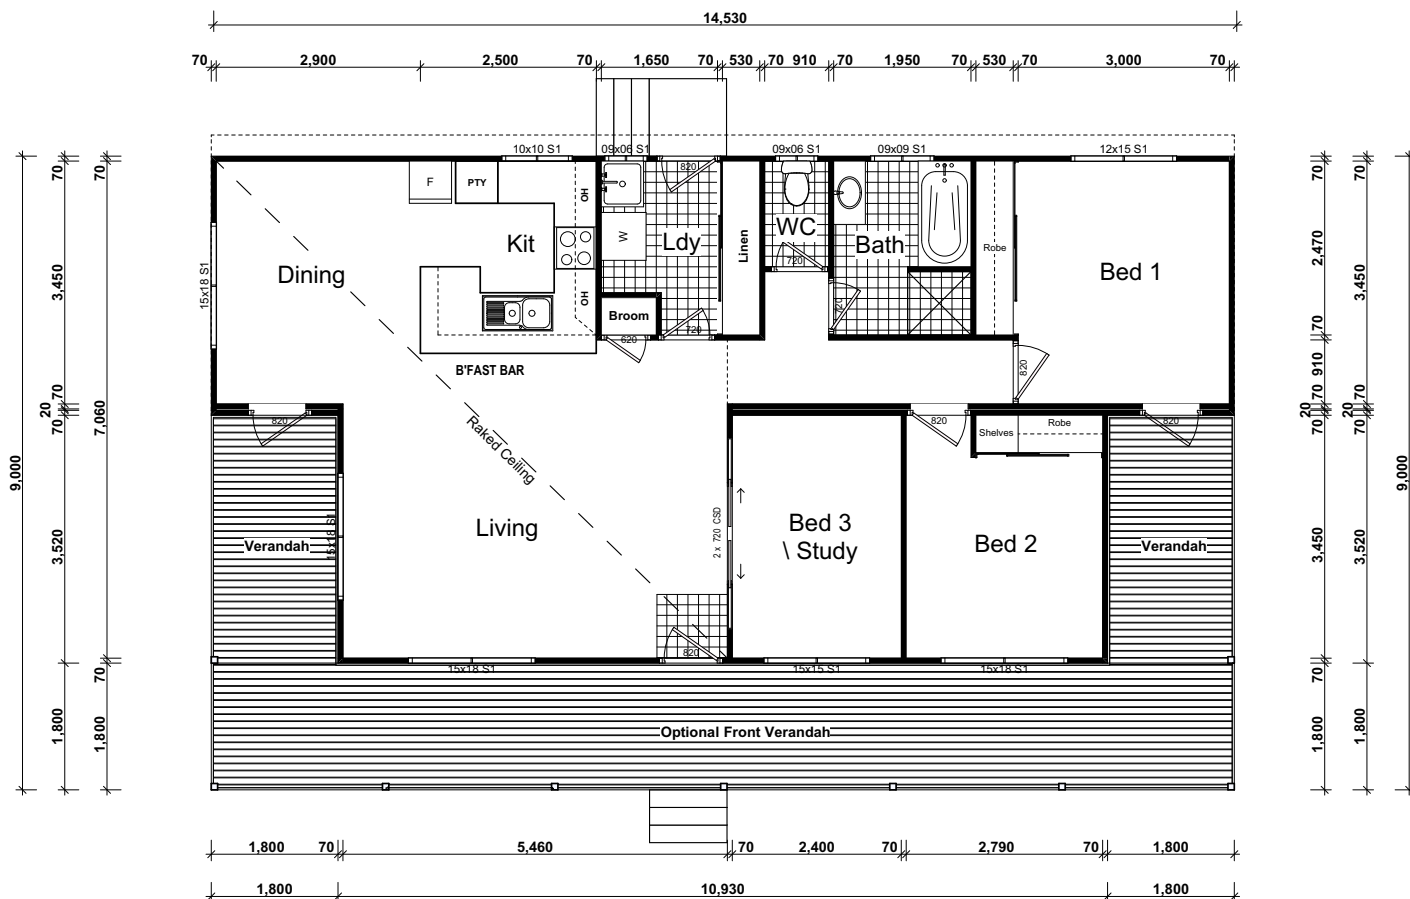 14,530
70 2,900 2,500 70 1,650 70 530 70 910 70 1,950 70 530 70 3,000 70
10x10 S1 09x06 S1 09x06 S1 09x09 S1 12x15 S1
820
F PTY OH
W
Kit Ldy Linen WC Bath Robe Bed 1
720
Dining
15x18 S1
OH
Broom
720
620 720
B'FAST BAR
820
820 820 820
Raked Ceiling
Shelves Robe
Living
15x18 S1
2 x 720 CSD
Bed 3
\ Study
Bed 2
Verandah Verandah
820
15x18 S1 15x15 S1 15x18 S1
Optional Front Verandah
9,000
70 3,450 70 20 70 3,520 1,800
70 7,060 70 1,800
70 2,470 70 910 70 20 70 3,450 70 1,800
70 3,450 70 20 70 3,520 1,800
9,000
1,800 70 5,460 70 2,400 70 2,790 70 1,800
1,800 10,930 1,800